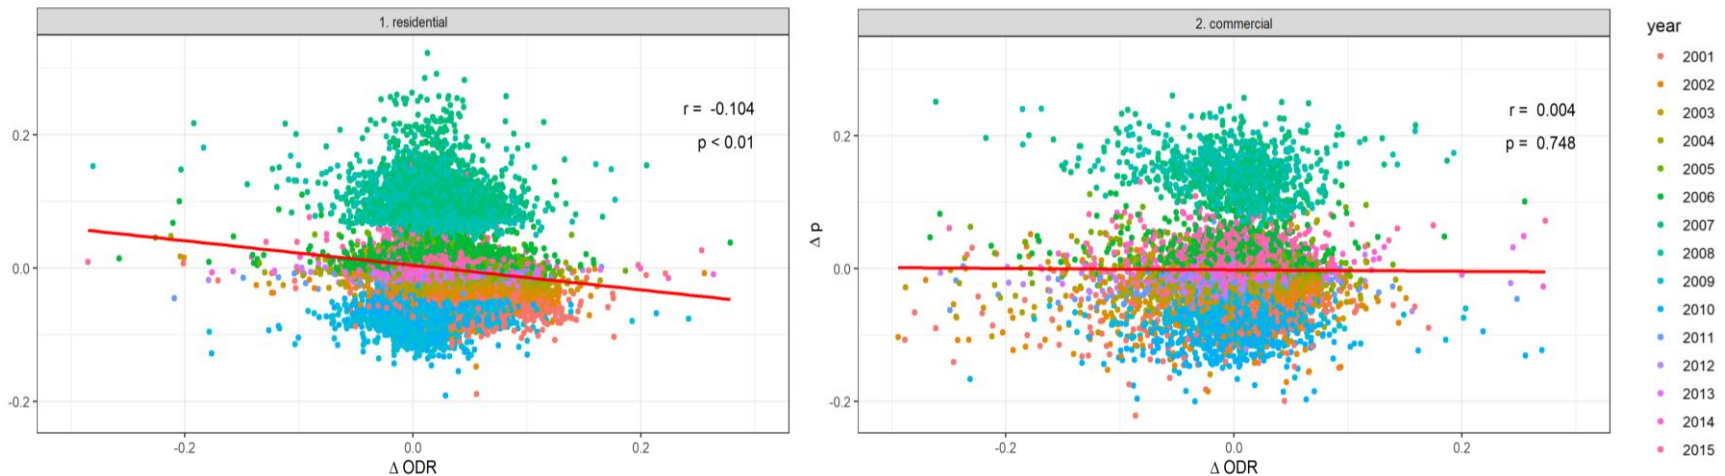 1. residential
r = -0.104
p < 0.01
0.2
0.0
-0.2
-0.2
0.0
0.2
Δ ODR
2. commercial
r = 0.004
p = 0.748
Δ p
0.2
0.0
-0.2
-0.2
0.0
0.2
Δ ODR
year
2001
2002
2003
2004
2005
2006
2007
2008
2009
2010
2011
2012
2013
2014
2015